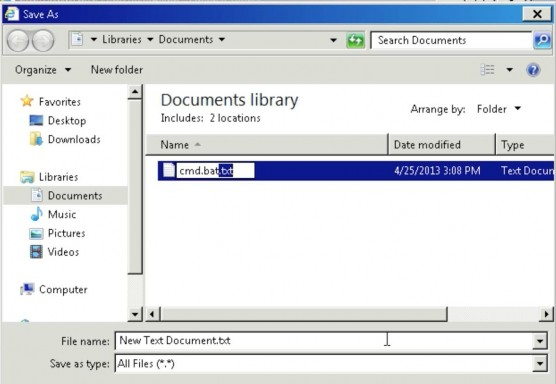 Save As
X
Libraries Documents
Search Documents
Organize New folder
Favorites
Desktop
Downloads
Libraries
Documents
Music
Pictures
Videos
Computer
Documents library
Includes: 2 locations
Arrange by: Folder
Name Date modified Type
cmd.bat.txt 4/25/2013 3:08 PM Text Docun
File name: New Text Document.txt
Save as type: All Files (*.*)